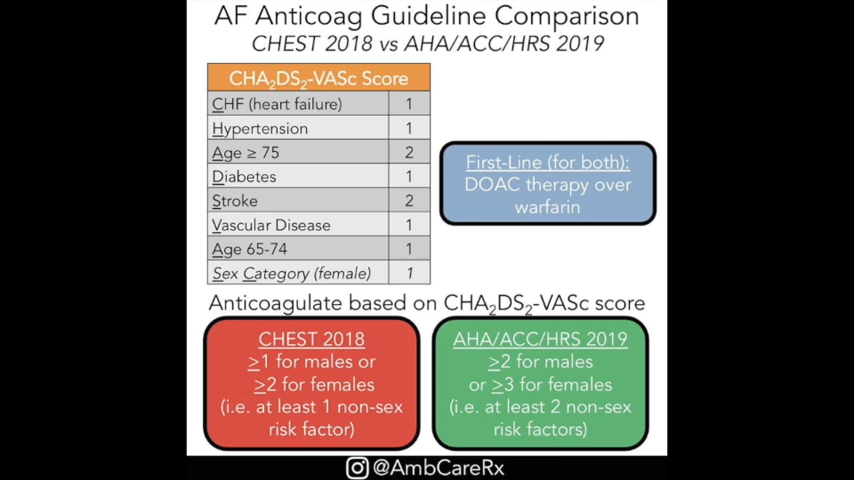 AF Anticoag Guideline Comparison
CHEST 2018 vs AHA/ACC/HRS 2019
CHA₂DS₂-VASc Score
CHF (heart failure) 1
Hypertension 1
Age ≥ 75 2
Diabetes 1
Stroke 2
Vascular Disease 1
Age 65-74 1
Sex Category (female) 1
First-Line (for both):
DOAC therapy over
warfarin
Anticoagulate based on CHA₂DS₂-VASc score
CHEST 2018
≥1 for males or
≥2 for females
(i.e. at least 1 non-sex
risk factor)
AHA/ACC/HRS 2019
≥2 for males
or ≥3 for females
(i.e. at least 2 non-sex
risk factors)
@AmbCareRx